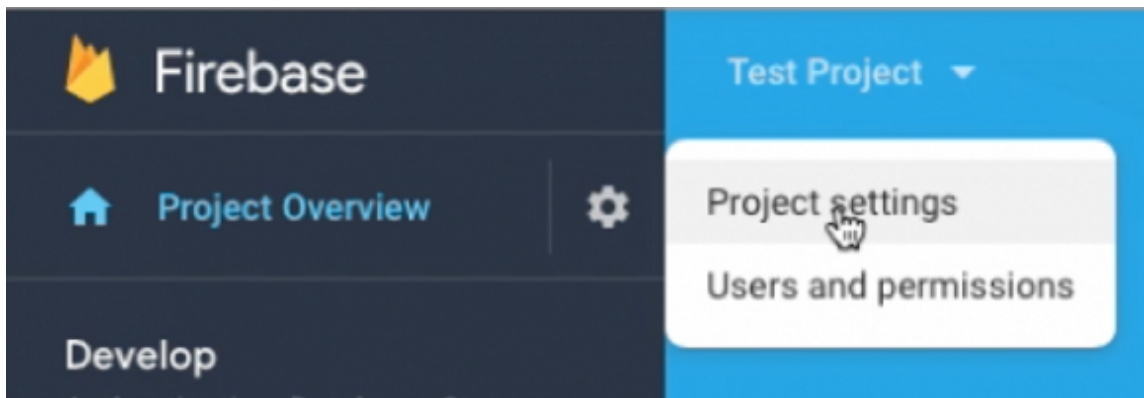 Firebase
Test Project
Project Overview
Project settings
Users and permissions
Develop